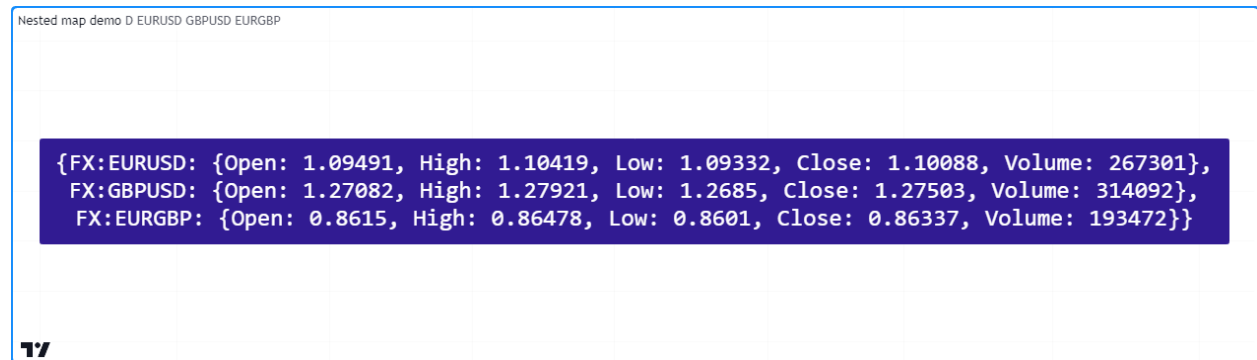 Nested map demo D EURUSD GBPUSD EURGBP
{FX:EURUSD: {Open: 1.09491, High: 1.10419, Low: 1.09332, Close: 1.10088, Volume: 267301},
FX:GBPUSD: {Open: 1.27082, High: 1.27921, Low: 1.2685, Close: 1.27503, Volume: 314092},
FX:EURGBP: {Open: 0.8615, High: 0.86478, Low: 0.8601, Close: 0.86337, Volume: 193472}}